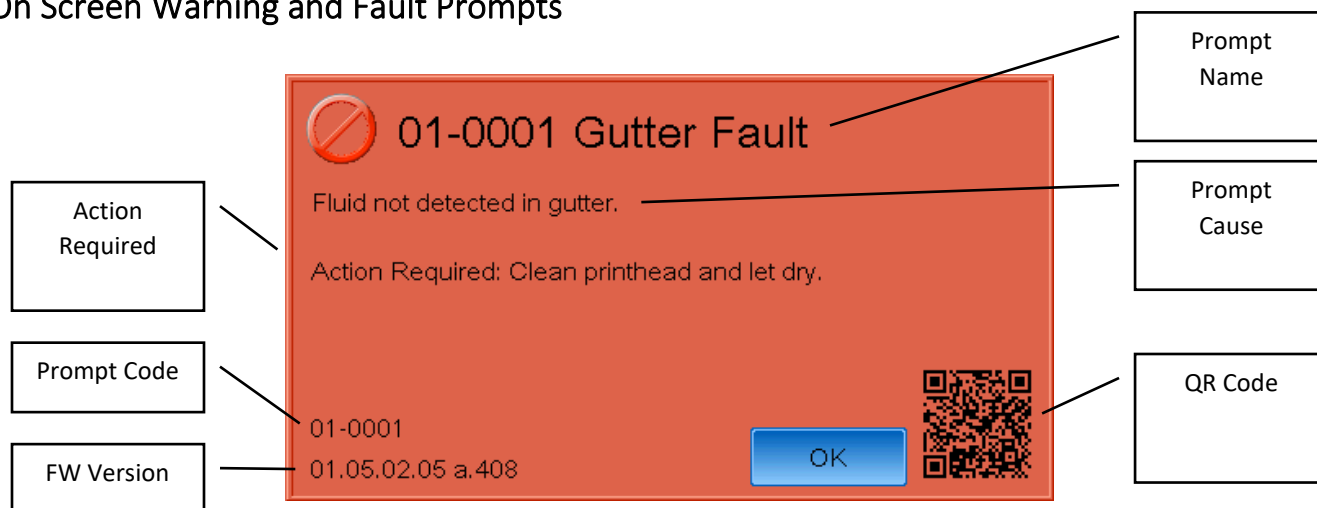 On Screen Warning and Fault Prompts
Prompt
Name
01-0001 Gutter Fault
Prompt
Cause
Fluid not detected in gutter.
Action
Required
Action Required: Clean printhead and let dry.
Prompt Code
QR Code
01-0001
OK
FW Version
01.05.02.05 a.408